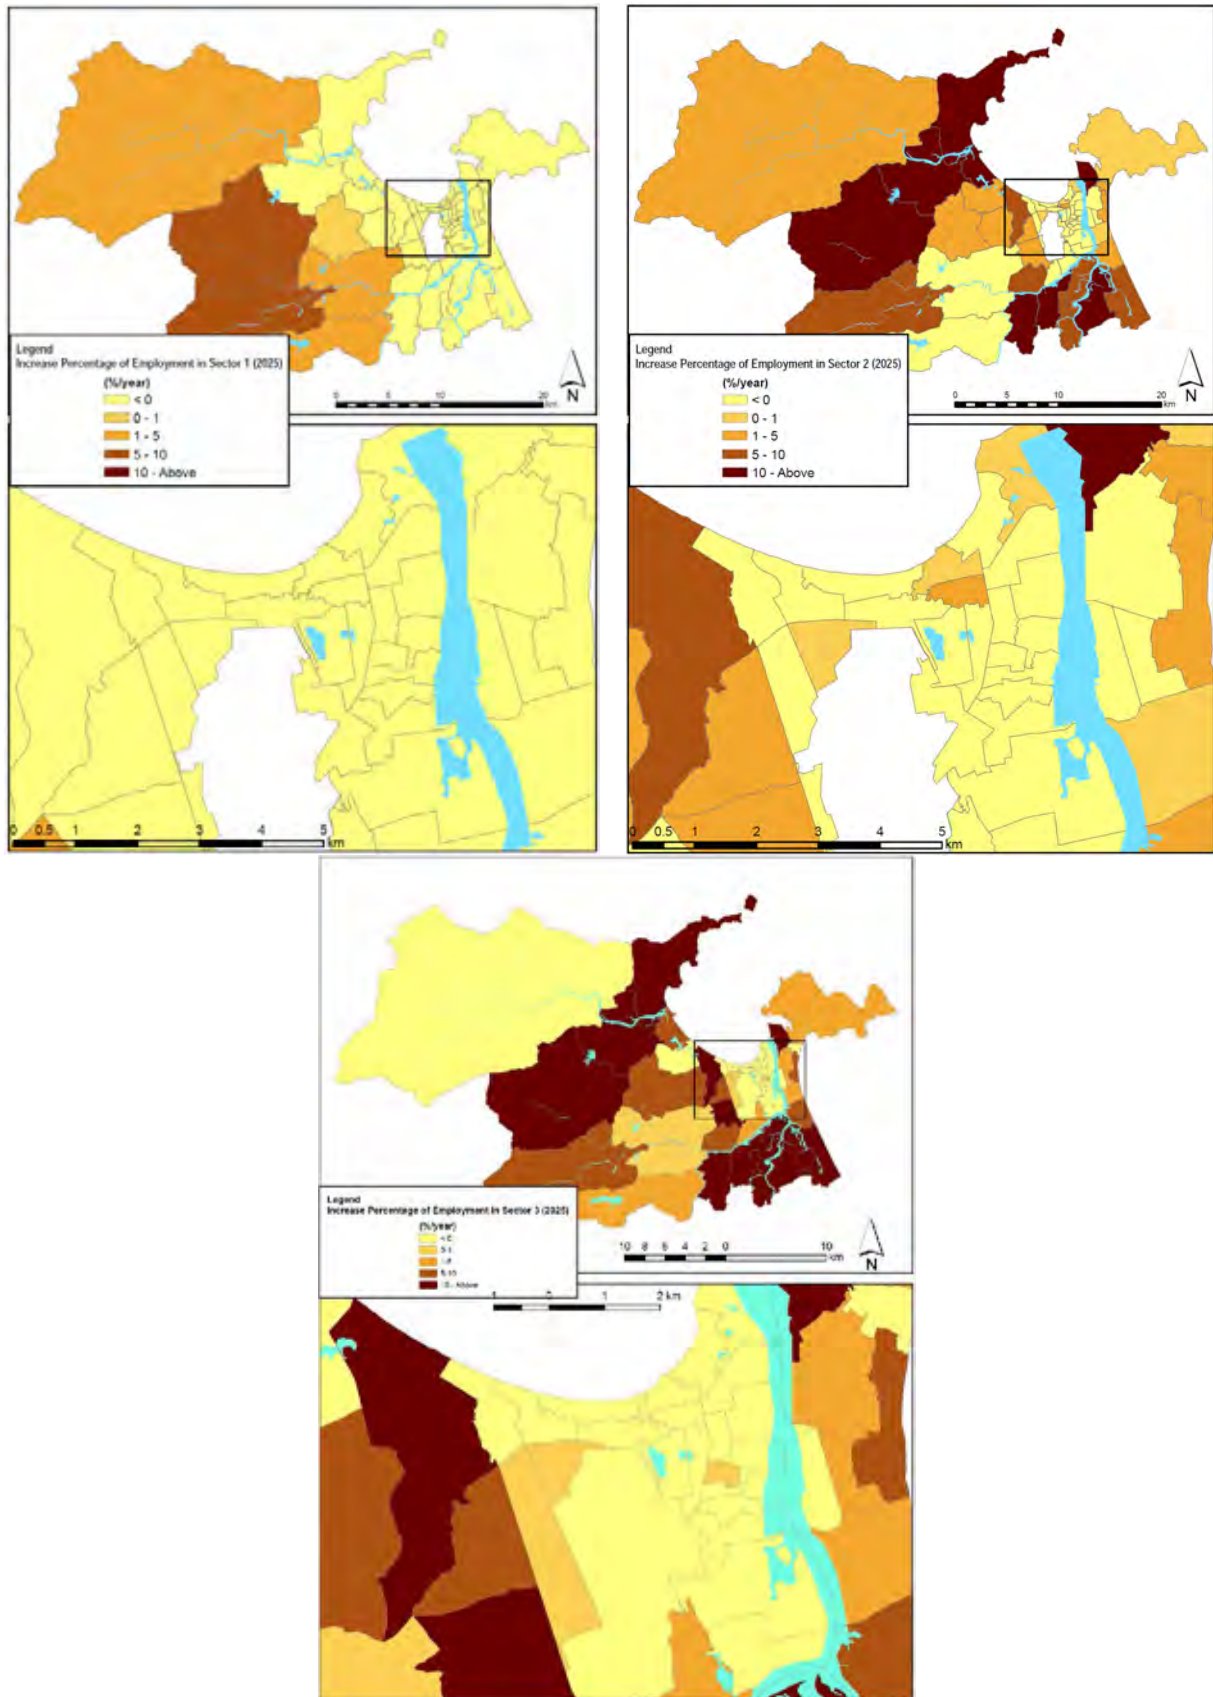 Legend
Increase Percentage of Employment in Sector 1 (2025)
(%/year)
< 0
0 - 1
1 - 5
5 - 10
10 - Above
0 5 10 20
km
N
0 0.5 1 2 3 4 5
km
Legend
Increase Percentage of Employment in Sector 2 (2025)
(%/year)
< 0
0 - 1
1 - 5
5 - 10
10 - Above
0 5 10 20
km
N
0 0.5 1 2 3 4 5
km
Legend
Increase Percentage of Employment in Sector 3 (2025)
(%/year)
10 - Above
10 8 6 4 2 0 10
km
N
1 0 1 2 km